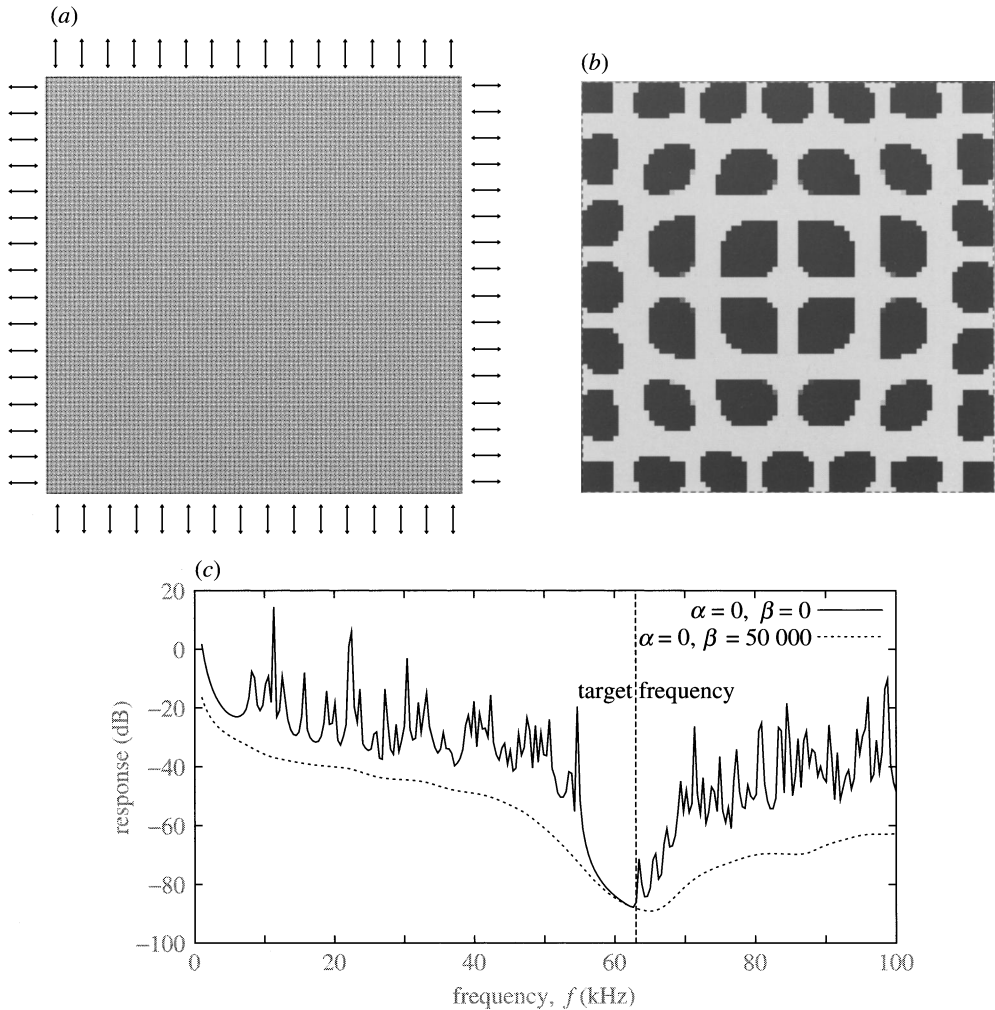 (a)
(b)
(c)
20
0
−20
−40
−60
−80
−100
response (dB)
α = 0, β = 0
α = 0, β = 50 000
target frequency
0
20
40
60
80
100
frequency, f (kHz)